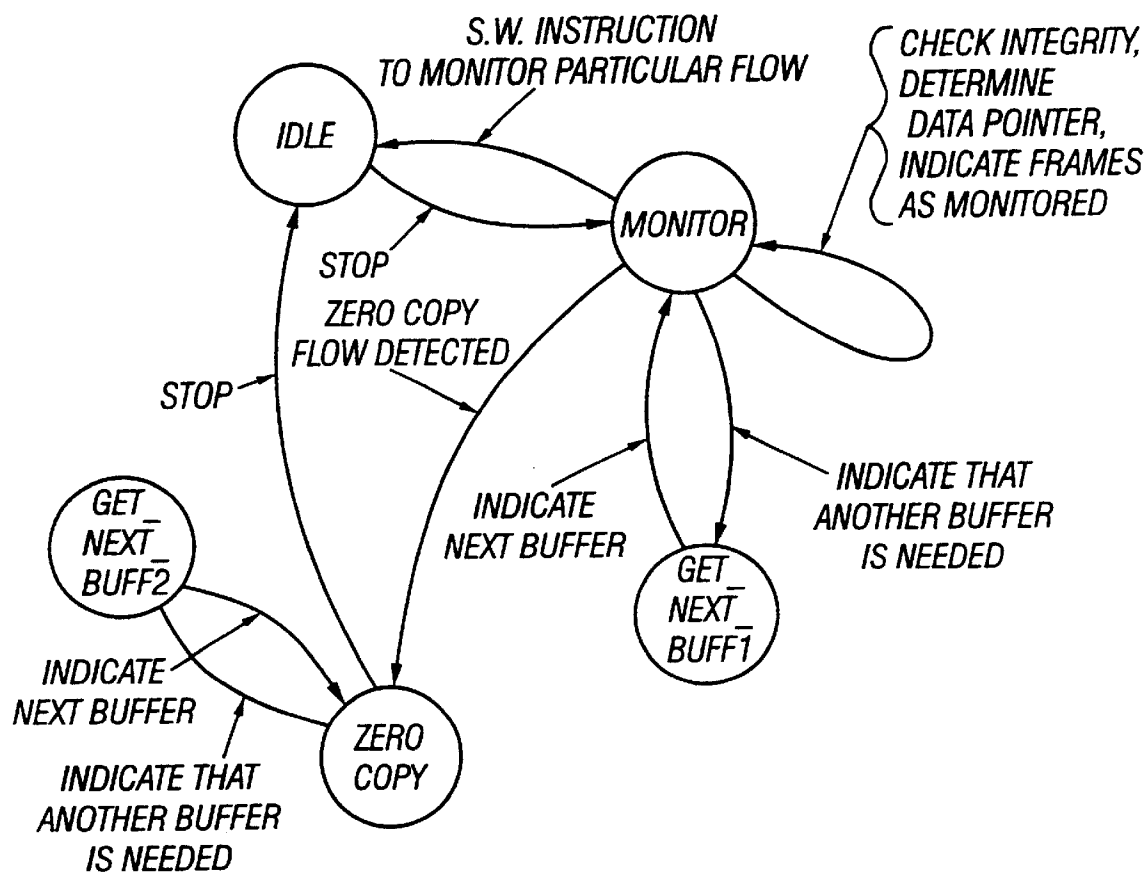 S.W. INSTRUCTION
TO MONITOR PARTICULAR FLOW
CHECK INTEGRITY,
DETERMINE
DATA POINTER,
INDICATE FRAMES
AS MONITORED
IDLE
MONITOR
STOP
ZERO COPY
FLOW DETECTED
STOP
INDICATE
NEXT BUFFER
INDICATE THAT
ANOTHER BUFFER
IS NEEDED
GET_
NEXT_
BUFF2
GET_
NEXT_
BUFF1
INDICATE
NEXT BUFFER
ZERO
COPY
INDICATE THAT
ANOTHER BUFFER
IS NEEDED